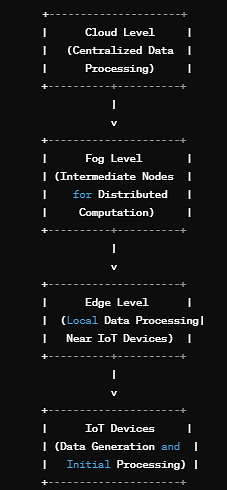 +---------------------+
| Cloud Level |
| (Centralized Data |
| Processing) |
+----------+----------+
|
v
+---------------------+
| Fog Level |
| (Intermediate Nodes |
| for Distributed |
| Computation) |
+----------+----------+
|
v
+---------------------+
| Edge Level |
| (Local Data Processing|
| Near IoT Devices) |
+----------+----------+
|
v
+---------------------+
| IoT Devices |
| (Data Generation and |
| Initial Processing) |
+---------------------+